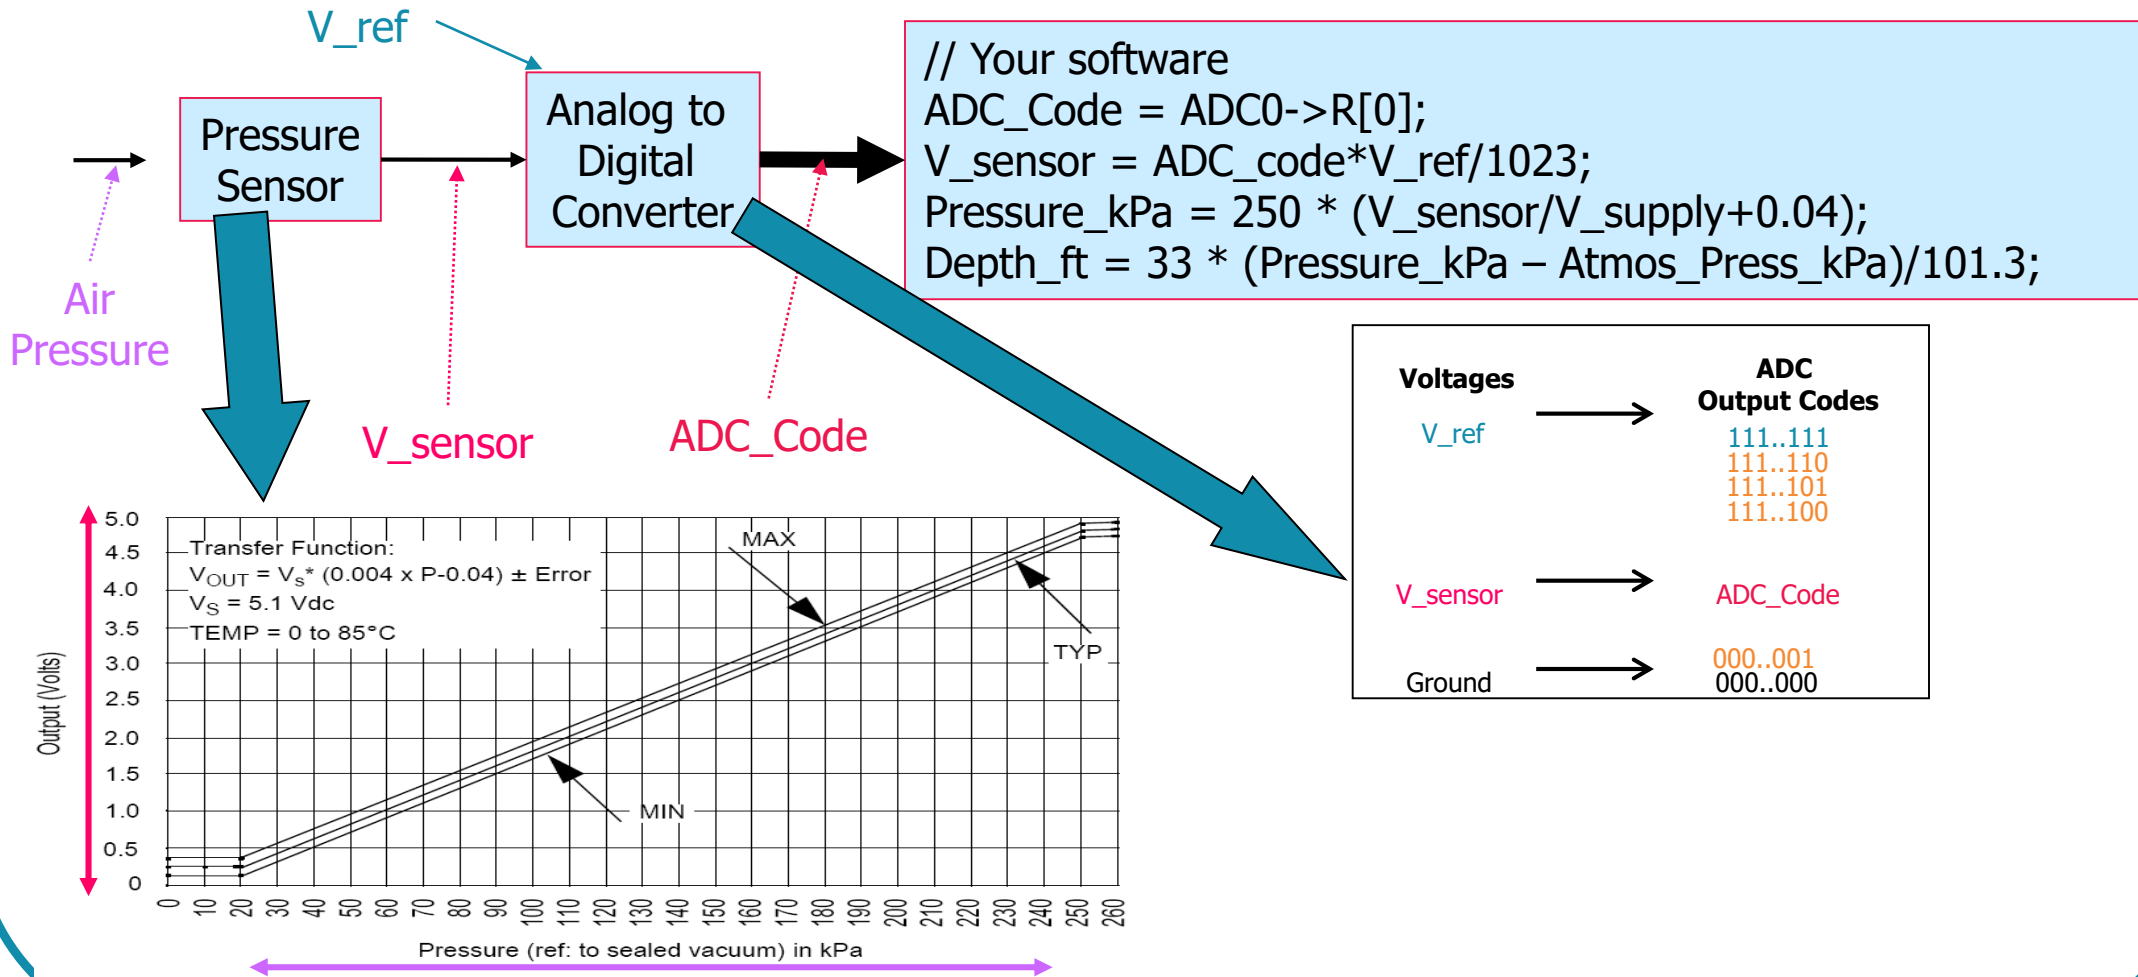 V_ref
// Your software
ADC_Code = ADC0->R[0];
V_sensor = ADC_code*V_ref/1023;
Pressure_kPa = 250 * (V_sensor/V_supply+0.04);
Depth_ft = 33 * (Pressure_kPa – Atmos_Press_kPa)/101.3;
Pressure
Sensor
Analog to
Digital
Converter
Air
Pressure
V_sensor
ADC_Code
Voltages
ADC
Output Codes
V_ref
111..111
111..110
111..101
111..100
V_sensor
ADC_Code
000..001
Ground
000..000
Output (Volts)
5.0
4.5
4.0
3.5
3.0
2.5
2.0
1.5
1.0
0.5
0
Transfer Function:
VOUT = Vs* (0.004 x P-0.04) ± Error
VS = 5.1 Vdc
TEMP = 0 to 85°C
MAX
TYP
MIN
0 10 20 30 40 50 60 70 80 90 100 110 120 130 140 150 160 170 180 190 200 210 220 230 240 250 260
Pressure (ref: to sealed vacuum) in kPa